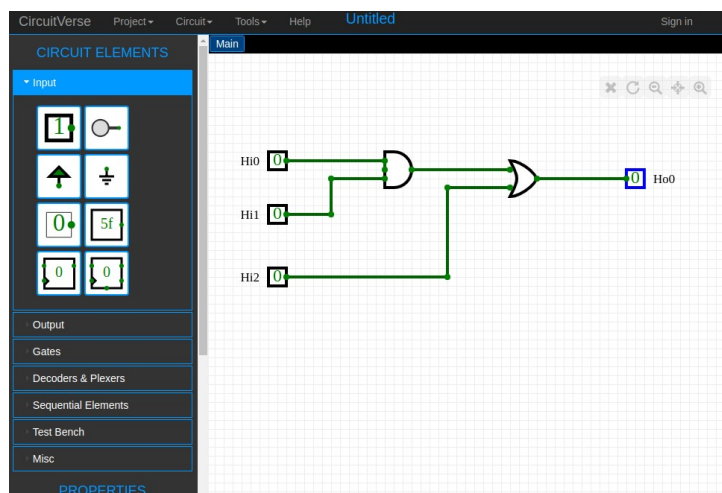 CircuitVerse Project Circuit Tools Help Untitled Sign in
CIRCUIT ELEMENTS
Main
Input
1
0 5f
0 0
Output
Gates
Decoders & Plexers
Sequential Elements
Test Bench
Misc
PROPERTIES
Hi0 0
Hi1 0
Hi2 0
0 Ho0